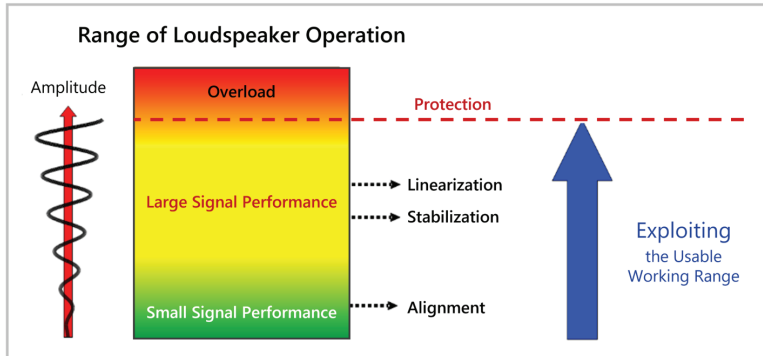 Range of Loudspeaker Operation
Amplitude
Overload
Protection
Large Signal Performance
Linearization
Stabilization
Exploiting
the Usable
Working Range
Small Signal Performance
Alignment